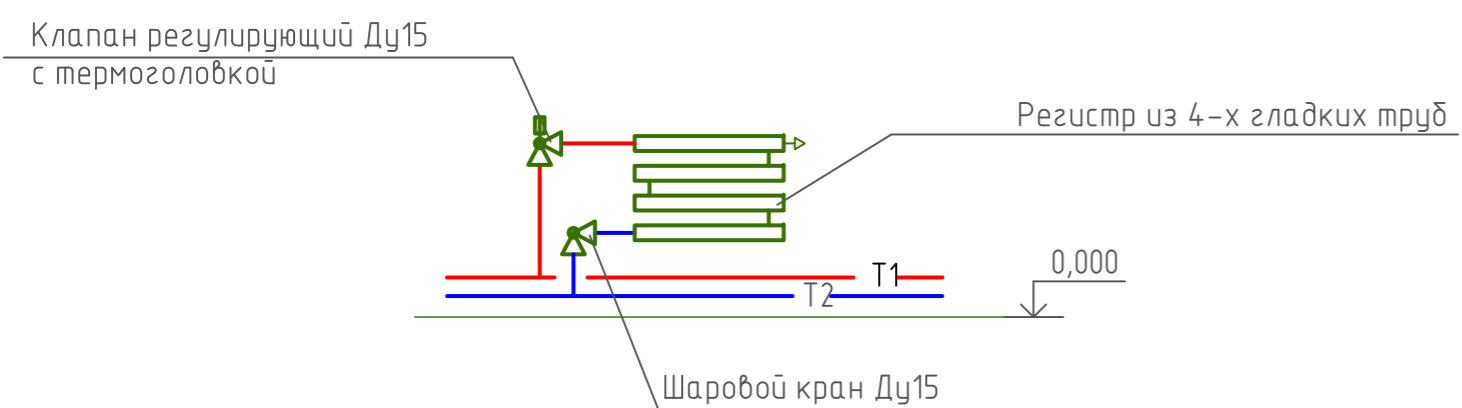 Клапан регулирующий Ду15
с термоголовкой
Регистр из 4-х гладких труб
0,000
Т1
Т2
Шаровой кран Ду15